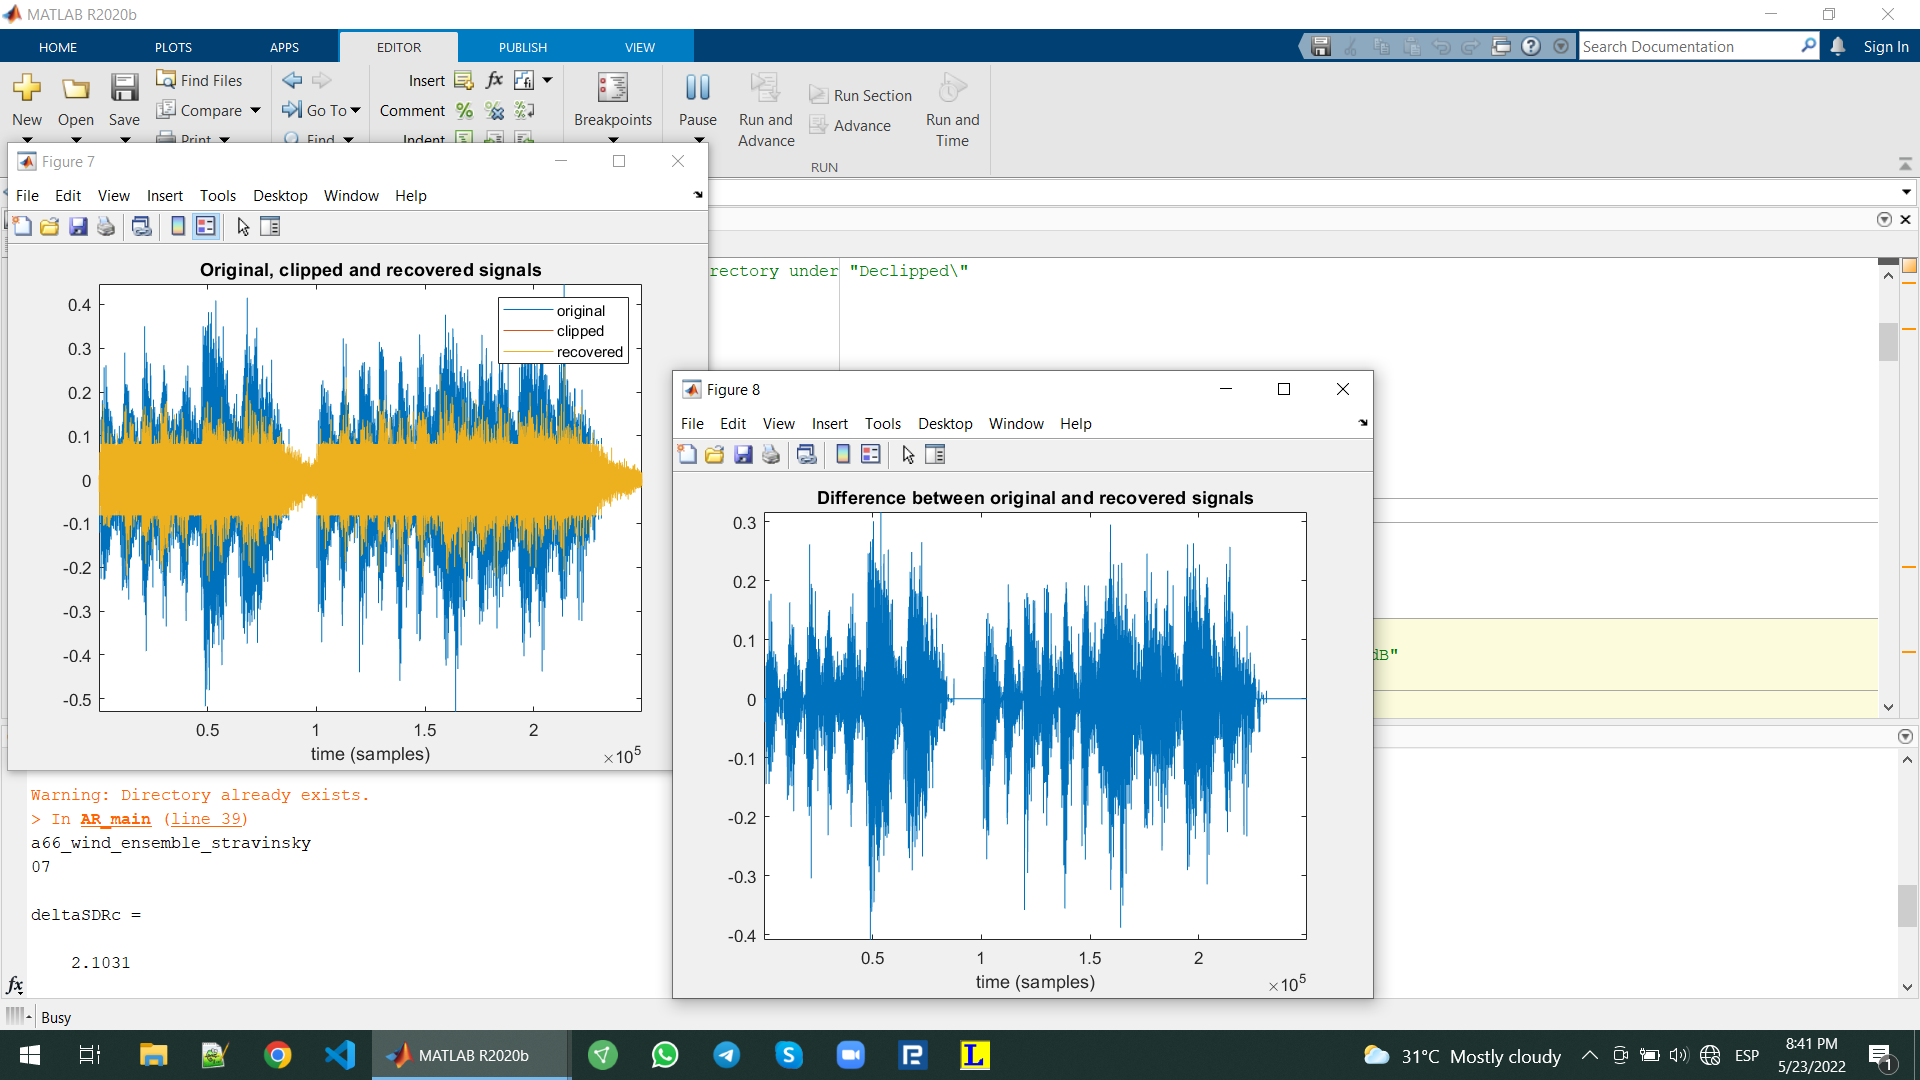 MATLAB R2020b
HOME PLOTS APPS EDITOR PUBLISH VIEW
Search Documentation
Sign In
New Open Save
Find Files
Compare
Print
Go To
Find
Insert
fx
Comment
Indent
Breakpoints
Pause
Run and Advance
Run Section
Advance
Run and Time
RUN
rectory under "Declipped\"
dB"
Figure 7
File Edit View Insert Tools Desktop Window Help
Original, clipped and recovered signals
original
clipped
recovered
0.4
0.3
0.2
0.1
0
-0.1
-0.2
-0.3
-0.4
-0.5
0.5 1 1.5 2
time (samples)
×10^5
Figure 8
File Edit View Insert Tools Desktop Window Help
Difference between original and recovered signals
0.3
0.2
0.1
0
-0.1
-0.2
-0.3
-0.4
0.5 1 1.5 2
time (samples)
×10^5
Warning: Directory already exists.
> In AR_main (line 39)
a66_wind_ensemble_stravinsky
07
deltaSDRc =
2.1031
fx
Busy
MATLAB R2020b
31°C Mostly cloudy
ESP
8:41 PM
5/23/2022
1